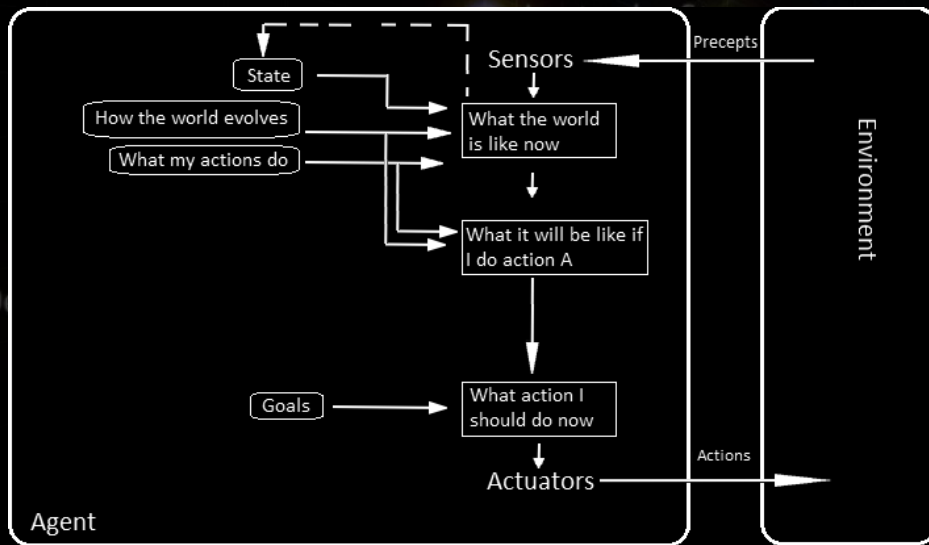 Precepts
Sensors
State
How the world evolves
What my actions do
What the world
is like now
What it will be like if
I do action A
Environment
Goals
What action I
should do now
Actions
Actuators
Agent